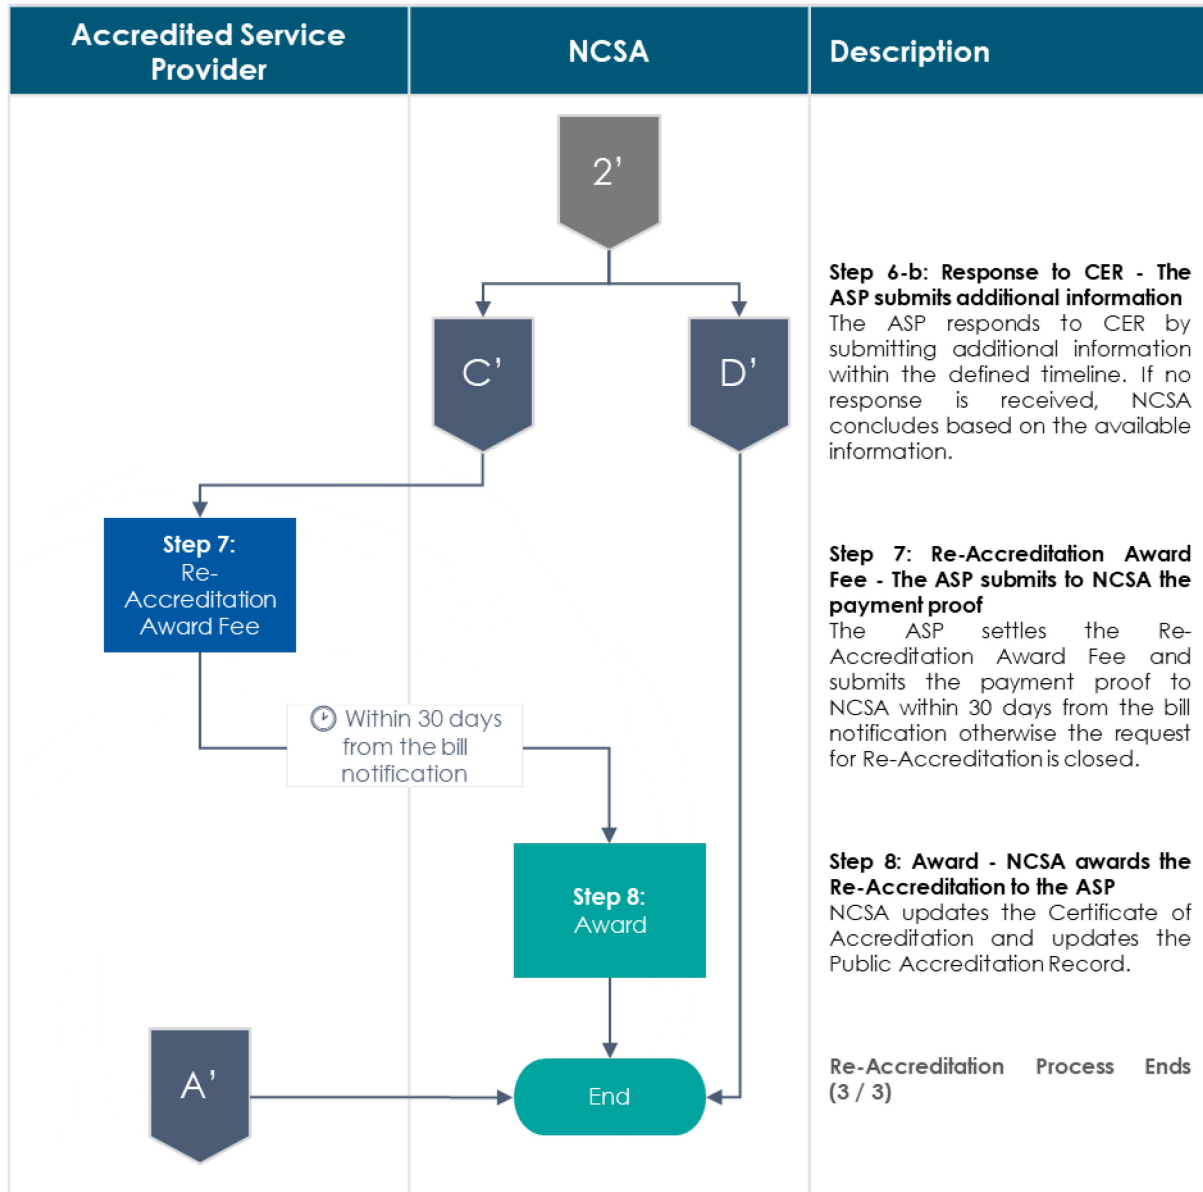 Accredited Service
Provider
NCSA
Description
2’
C’
D’
Step 7:
Re-
Accreditation
Award Fee
Within 30 days
from the bill
notification
Step 8:
Award
A’
End
Step 6-b: Response to CER - The
ASP submits additional information
The ASP responds to CER by
submitting additional information
within the defined timeline. If no
response is received, NCSA
concludes based on the available
information.
Step 7: Re-Accreditation Award
Fee - The ASP submits to NCSA the
payment proof
The ASP settles the Re-
Accreditation Award Fee and
submits the payment proof to
NCSA within 30 days from the bill
notification otherwise the request
for Re-Accreditation is closed.
Step 8: Award - NCSA awards the
Re-Accreditation to the ASP
NCSA updates the Certificate of
Accreditation and updates the
Public Accreditation Record.
Re-Accreditation Process Ends
(3 / 3)